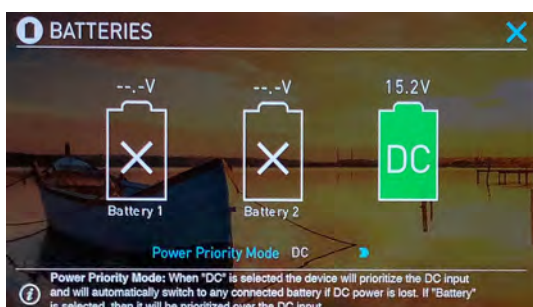 BATTERIES
--.-V --.-V 15.2V
DC
Battery 1 Battery 2
Power Priority Mode DC
Power Priority Mode: When "DC" is selected the device will prioritize the DC input
and will automatically switch to any connected battery if DC power is lost. If "Battery"
is selected, then it will be prioritized over the DC input